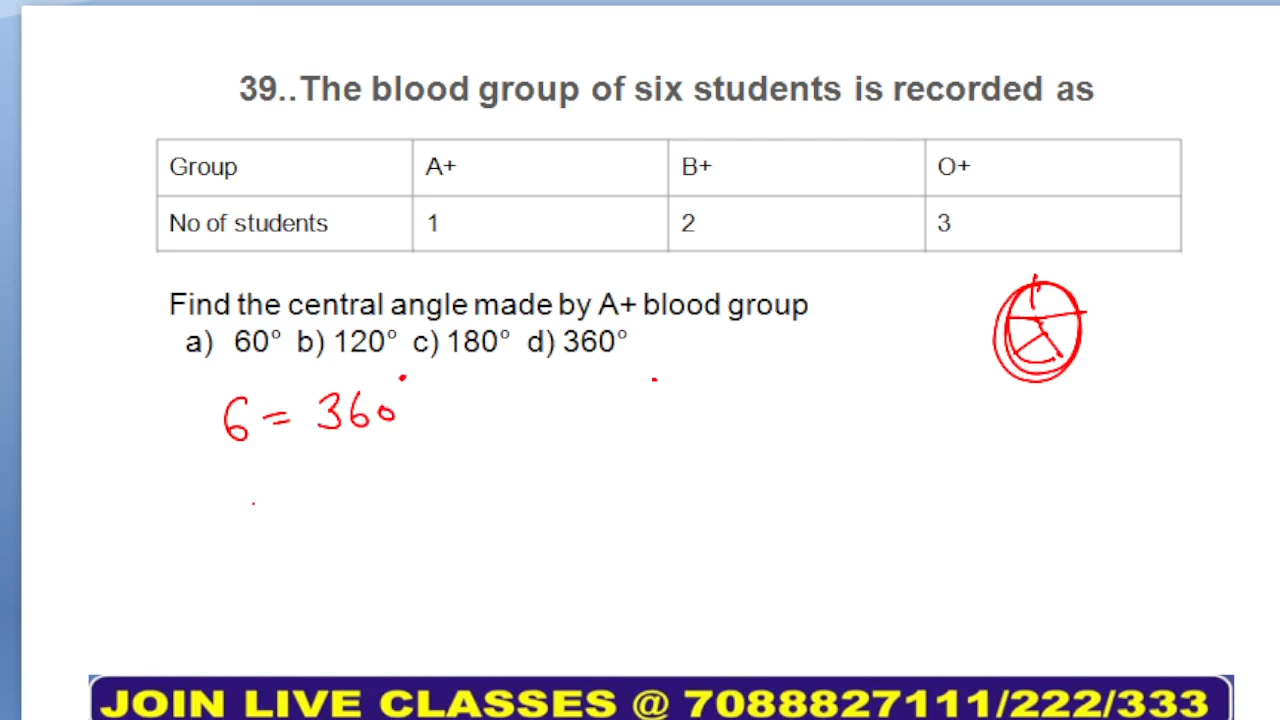 39..The blood group of six students is recorded as
Group A+ B+ O+
No of students 1 2 3
Find the central angle made by A+ blood group
a) 60° b) 120° c) 180° d) 360°
6 = 360°
JOIN LIVE CLASSES @ 7088827111/222/333